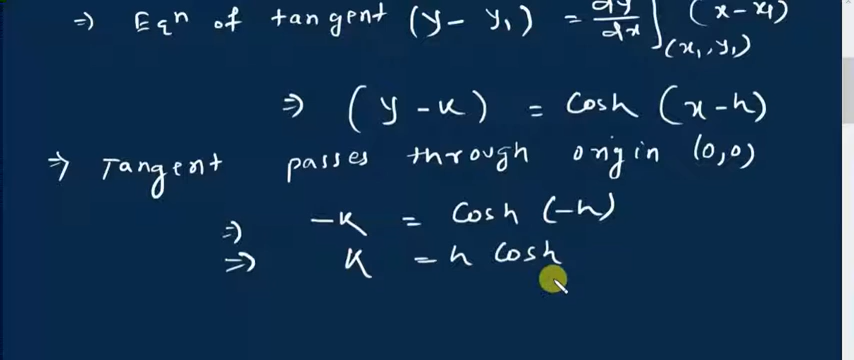 ⇒ Eqn of tangent (y - y₁) = dy/dx](x₁, y₁) (x - x₁)
⇒ (y - k) = Cosh (x - h)
⇒ Tangent passes through origin (0,0)
⇒ -k = Cosh (-h)
⇒ k = h Cosh